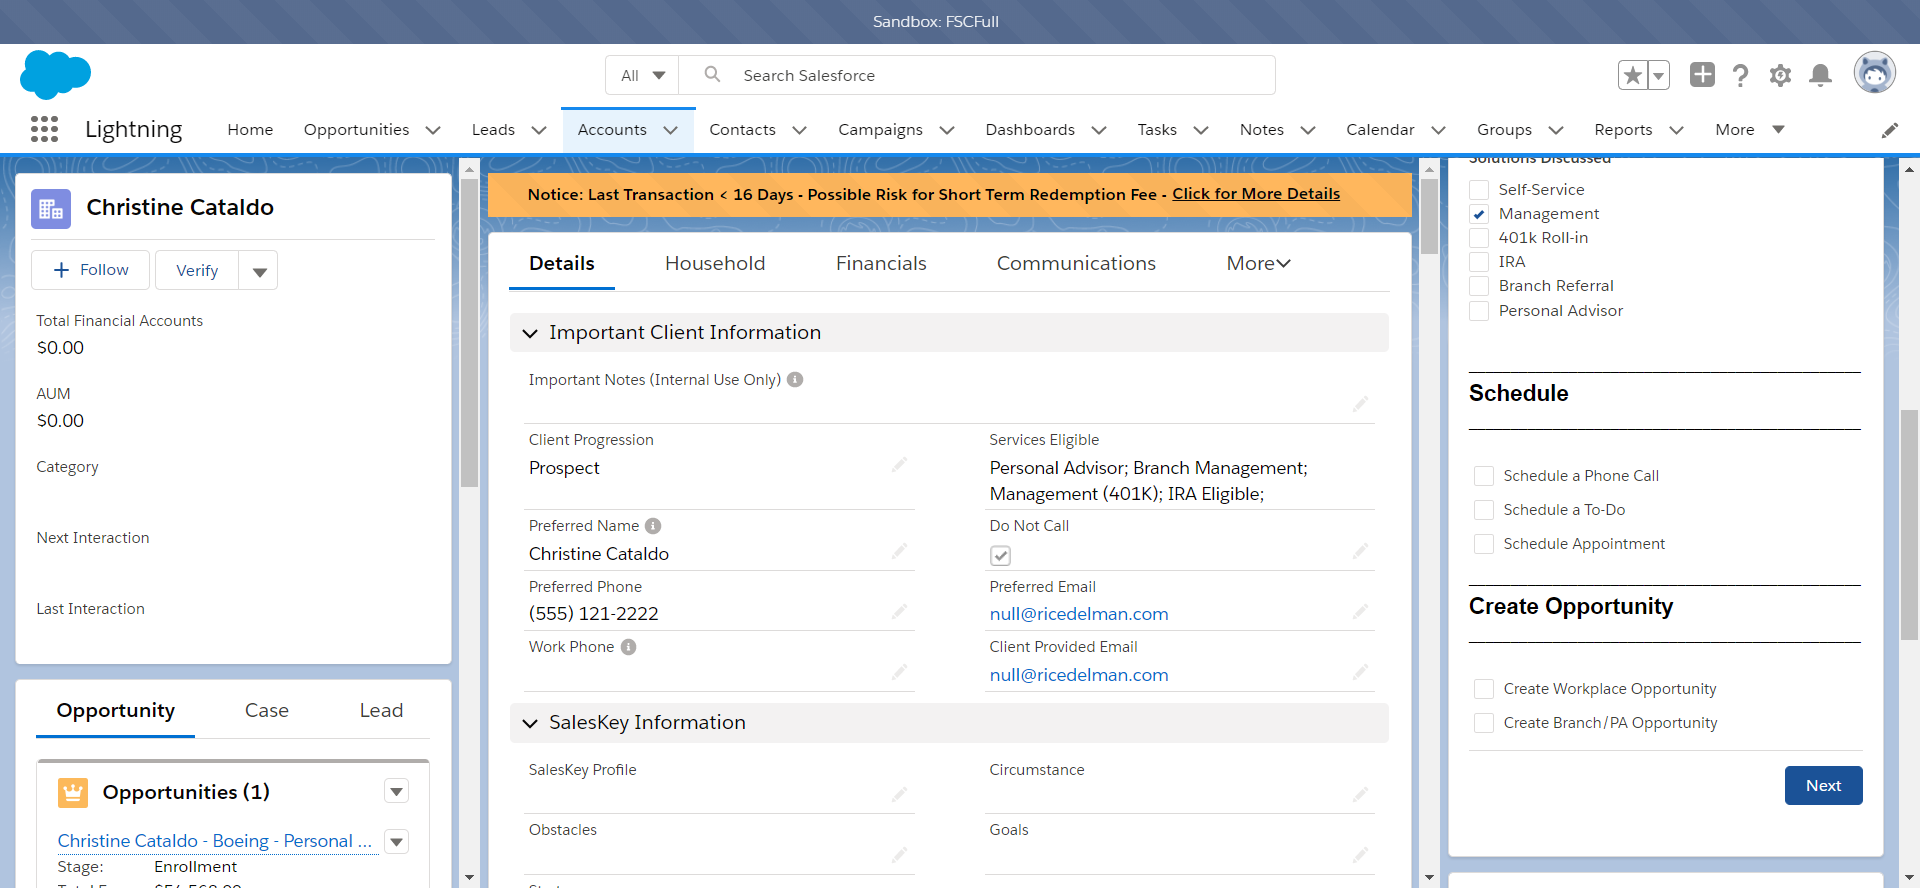 Sandbox: FSCFull
All
Search Salesforce
Lightning
Home
Opportunities
Leads
Accounts
Contacts
Campaigns
Dashboards
Tasks
Notes
Calendar
Groups
Reports
More
Christine Cataldo
Follow
Verify
Total Financial Accounts
$0.00
AUM
$0.00
Category
Next Interaction
Last Interaction
Opportunity
Case
Lead
Opportunities (1)
Christine Cataldo - Boeing - Personal ...
Stage: Enrollment
Notice: Last Transaction < 16 Days - Possible Risk for Short Term Redemption Fee - Click for More Details
Details
Household
Financials
Communications
More
Important Client Information
Important Notes (Internal Use Only)
Client Progression
Prospect
Services Eligible
Personal Advisor; Branch Management;
Management (401K); IRA Eligible;
Preferred Name
Christine Cataldo
Do Not Call
Preferred Phone
(555) 121-2222
Preferred Email
null@ricedelman.com
Work Phone
Client Provided Email
null@ricedelman.com
SalesKey Information
SalesKey Profile
Circumstance
Obstacles
Goals
Solutions Discussed
Self-Service
Management
401k Roll-in
IRA
Branch Referral
Personal Advisor
Schedule
Schedule a Phone Call
Schedule a To-Do
Schedule Appointment
Create Opportunity
Create Workplace Opportunity
Create Branch/PA Opportunity
Next